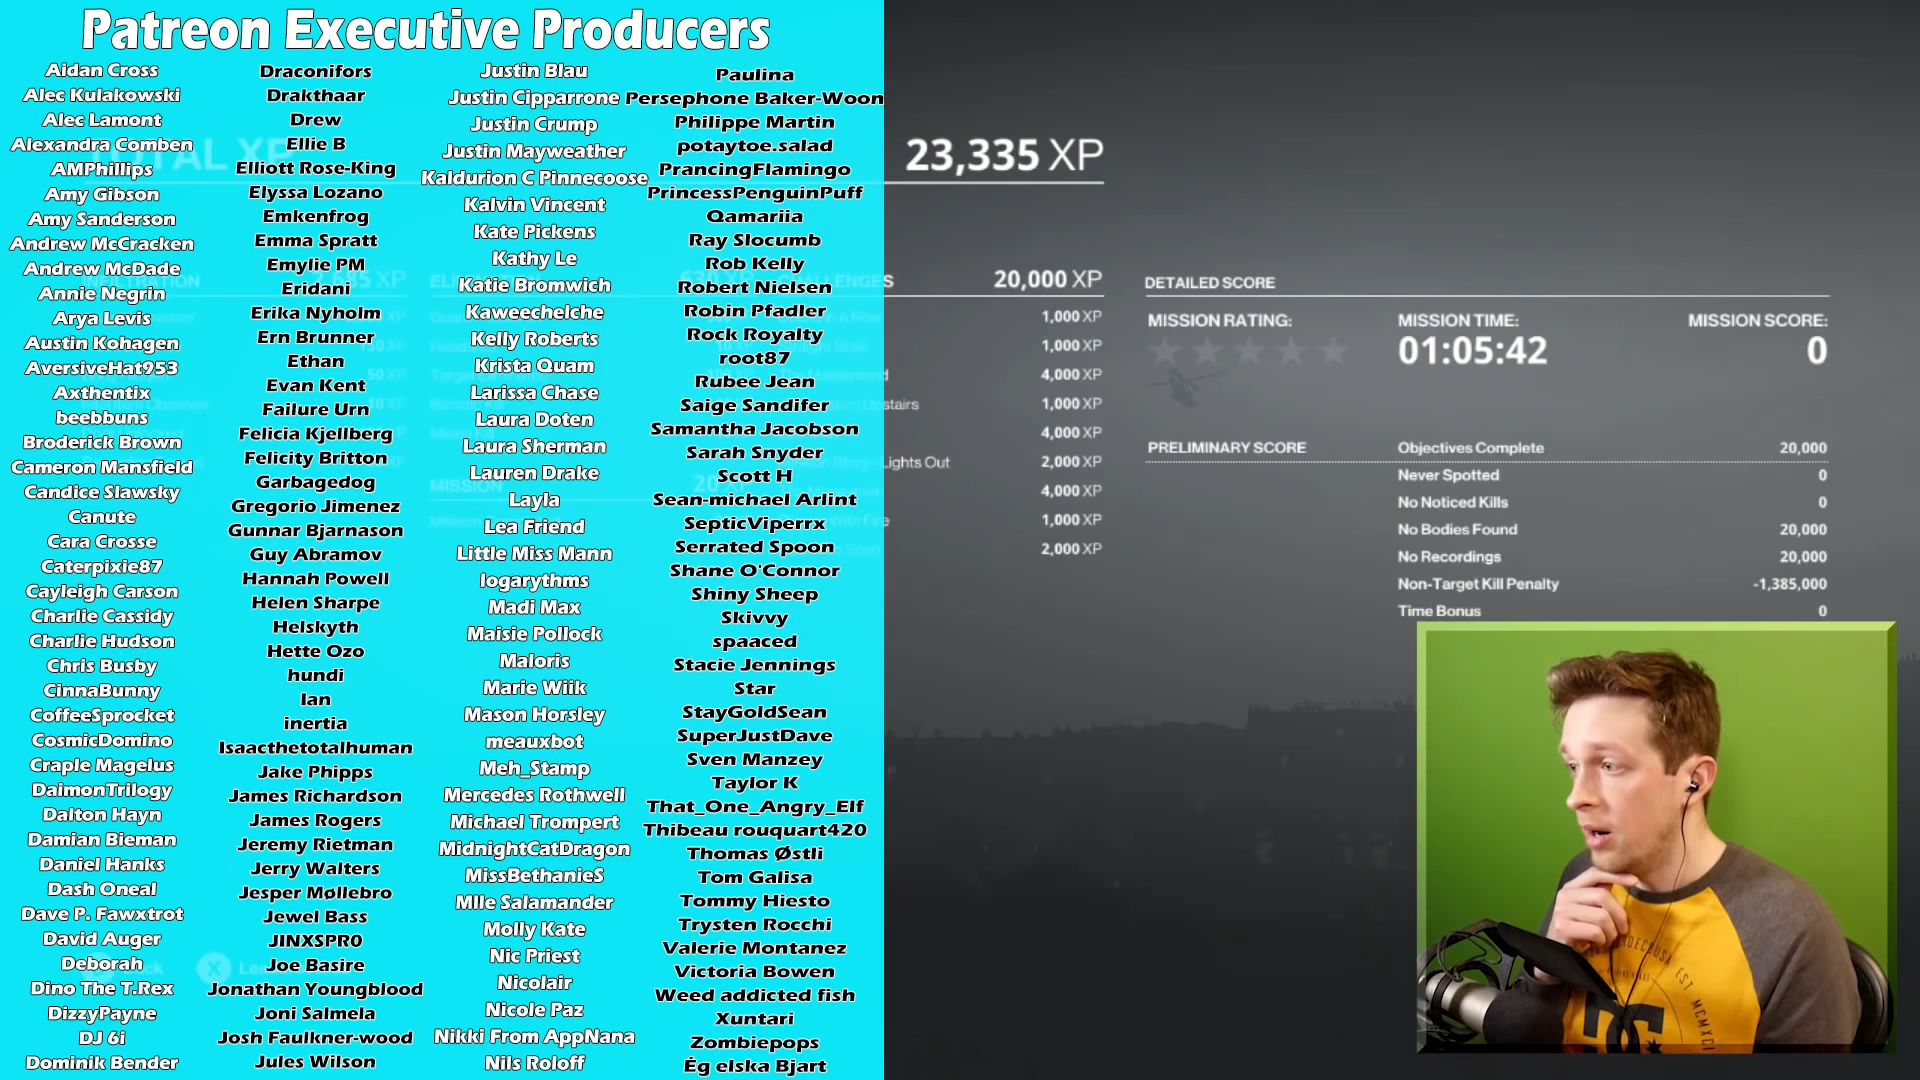 Patreon Executive Producers
Aidan Cross
Alec Kulakowski
Alec Lamont
Alexandra Comben
AMPhillips
Amy Gibson
Amy Sanderson
Andrew McCracken
Andrew McDade
Annie Negrin
Arya Levis
Austin Kohagen
AversiveHat953
Axthentix
beebbuns
Broderick Brown
Cameron Mansfield
Candice Slawsky
Canute
Cara Crosse
Caterpixie87
Cayleigh Carson
Charlie Cassidy
Charlie Hudson
Chris Busby
CinnaBunny
CoffeeSprocket
CosmicDomino
Craple Magelus
DaimonTrilogy
Dalton Hayn
Damian Bieman
Daniel Hanks
Dash Oneal
Dave P. Fawxtrot
David Auger
Deborah
Dino The T.Rex
DizzyPayne
DJ 6i
Dominik Bender
Draconifors
Drakthaar
Drew
Ellie B
Elliott Rose-King
Elyssa Lozano
Emkenfrog
Emma Spratt
Emylie PM
Eridani
Erika Nyholm
Ern Brunner
Ethan
Evan Kent
Failure Urn
Felicia Kjellberg
Felicity Britton
Garbagedog
Gregorio Jimenez
Gunnar Bjarnason
Guy Abramov
Hannah Powell
Helen Sharpe
Helskyth
Hette Ozo
hundi
Ian
inertia
Isaacthetotalhuman
Jake Phipps
James Richardson
James Rogers
Jeremy Rietman
Jerry Walters
Jesper Møllebro
Jewel Bass
JINXSPR0
Joe Basire
Jonathan Youngblood
Joni Salmela
Josh Faulkner-wood
Jules Wilson
Justin Blau
Justin Cipparrone
Justin Crump
Justin Mayweather
Kaldurion C Pinnecoose
Kalvin Vincent
Kate Pickens
Kathy Le
Katie Bromwich
Kaweechelche
Kelly Roberts
Krista Quam
Larissa Chase
Laura Doten
Laura Sherman
Lauren Drake
Layla
Lea Friend
Little Miss Mann
logarythms
Madi Max
Maisie Pollock
Maloris
Marie Wiik
Mason Horsley
meauxbot
Meh_Stamp
Mercedes Rothwell
Michael Trompert
MidnightCatDragon
MissBethanieS
Mlle Salamander
Molly Kate
Nic Priest
Nicolair
Nicole Paz
Nikki From AppNana
Nils Roloff
Paulina
Persephone Baker-Woon
Philippe Martin
potaytoe.salad
PrancingFlamingo
PrincessPenguinPuff
Qamariia
Ray Slocumb
Rob Kelly
Robert Nielsen
Robin Pfadler
Rock Royalty
root87
Rubee Jean
Saige Sandifer
Samantha Jacobson
Sarah Snyder
Scott H
Sean-michael Arlint
SepticViperrx
Serrated Spoon
Shane O'Connor
Shiny Sheep
Skivvy
spaaced
Stacie Jennings
Star
StayGoldSean
SuperJustDave
Sven Manzey
Taylor K
That_One_Angry_Elf
Thibeau rouquart420
Thomas Østli
Tom Galisa
Tommy Hiesto
Trysten Rocchi
Valerie Montanez
Victoria Bowen
Weed addicted fish
Xuntari
Zombiepops
Ég elska Bjart
TOTAL XP
23,335 XP
20,000 XP
1,000 XP
1,000 XP
4,000 XP
Upstairs 1,000 XP
4,000 XP
Lights Out 2,000 XP
4,000 XP
With Fire 1,000 XP
2,000 XP
MISSION
DETAILED SCORE
MISSION RATING:
MISSION TIME:
01:05:42
MISSION SCORE:
0
PRELIMINARY SCORE
Objectives Complete 20,000
Never Spotted 0
No Noticed Kills 0
No Bodies Found 20,000
No Recordings 20,000
Non-Target Kill Penalty -1,385,000
Time Bonus 0
EST MCMXCI